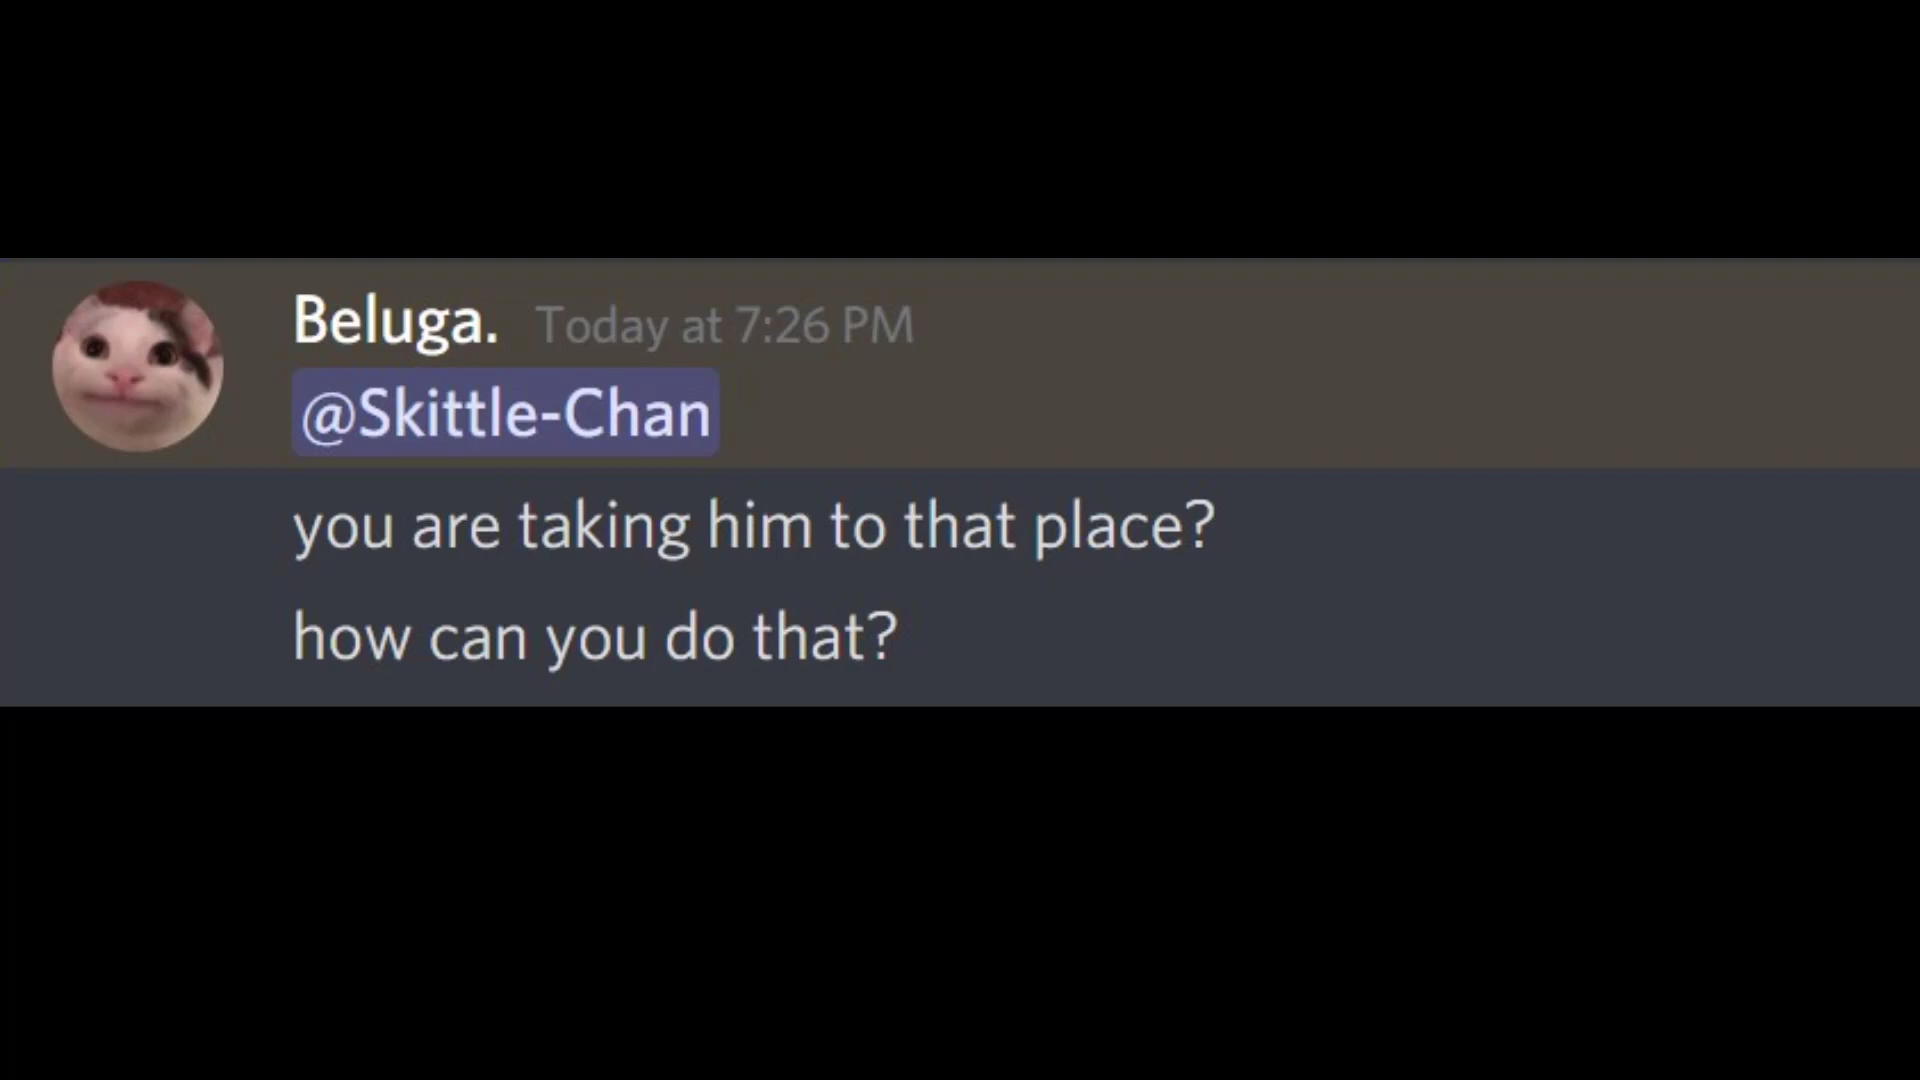 Beluga. Today at 7:26 PM
@Skittle-Chan
you are taking him to that place?
how can you do that?